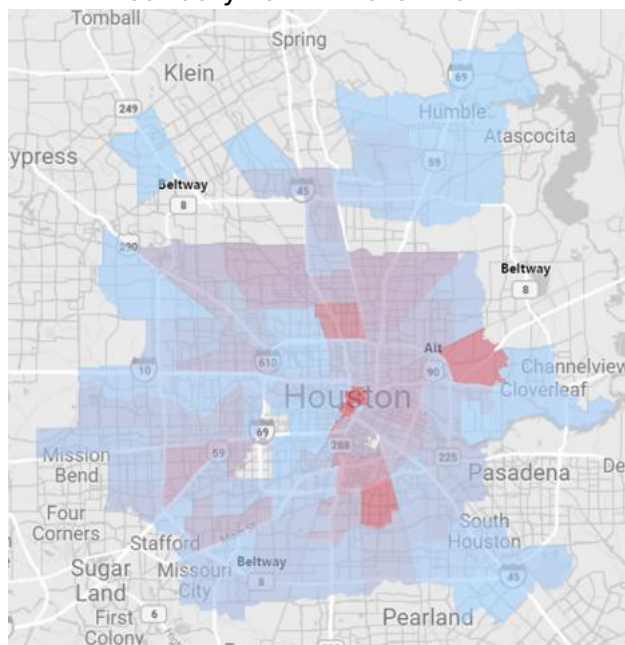 Tomball
Spring
Klein
69
249
Humble
Atascocita
59
ypress
Beltway
8
45
290
Beltway
8
Alt
10
610
90
Channelview
Cloverleaf
Houston
69
59
288
225
Mission
Bend
Pasadena
De
Four
Corners
Stafford
South
Houston
Sugar
Land
Missouri
City
Beltway
8
45
First
Colony
6
Pearland